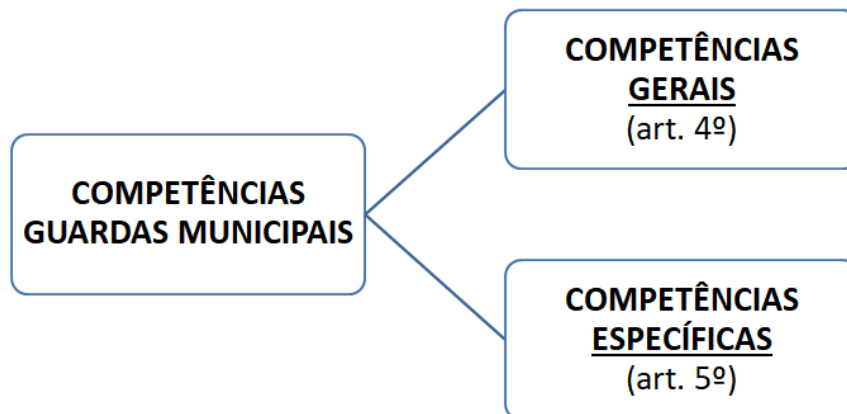 COMPETÊNCIAS
GERAIS
(art. 4º)
COMPETÊNCIAS
GUARDAS MUNICIPAIS
COMPETÊNCIAS
ESPECÍFICAS
(art. 5º)